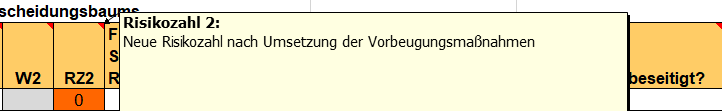 scheidungsbaums
Risikozahl 2:
Neue Risikozahl nach Umsetzung der Vorbeugungsmaßnahmen
F
S
W2
RZ2
R
beseitigt?
0